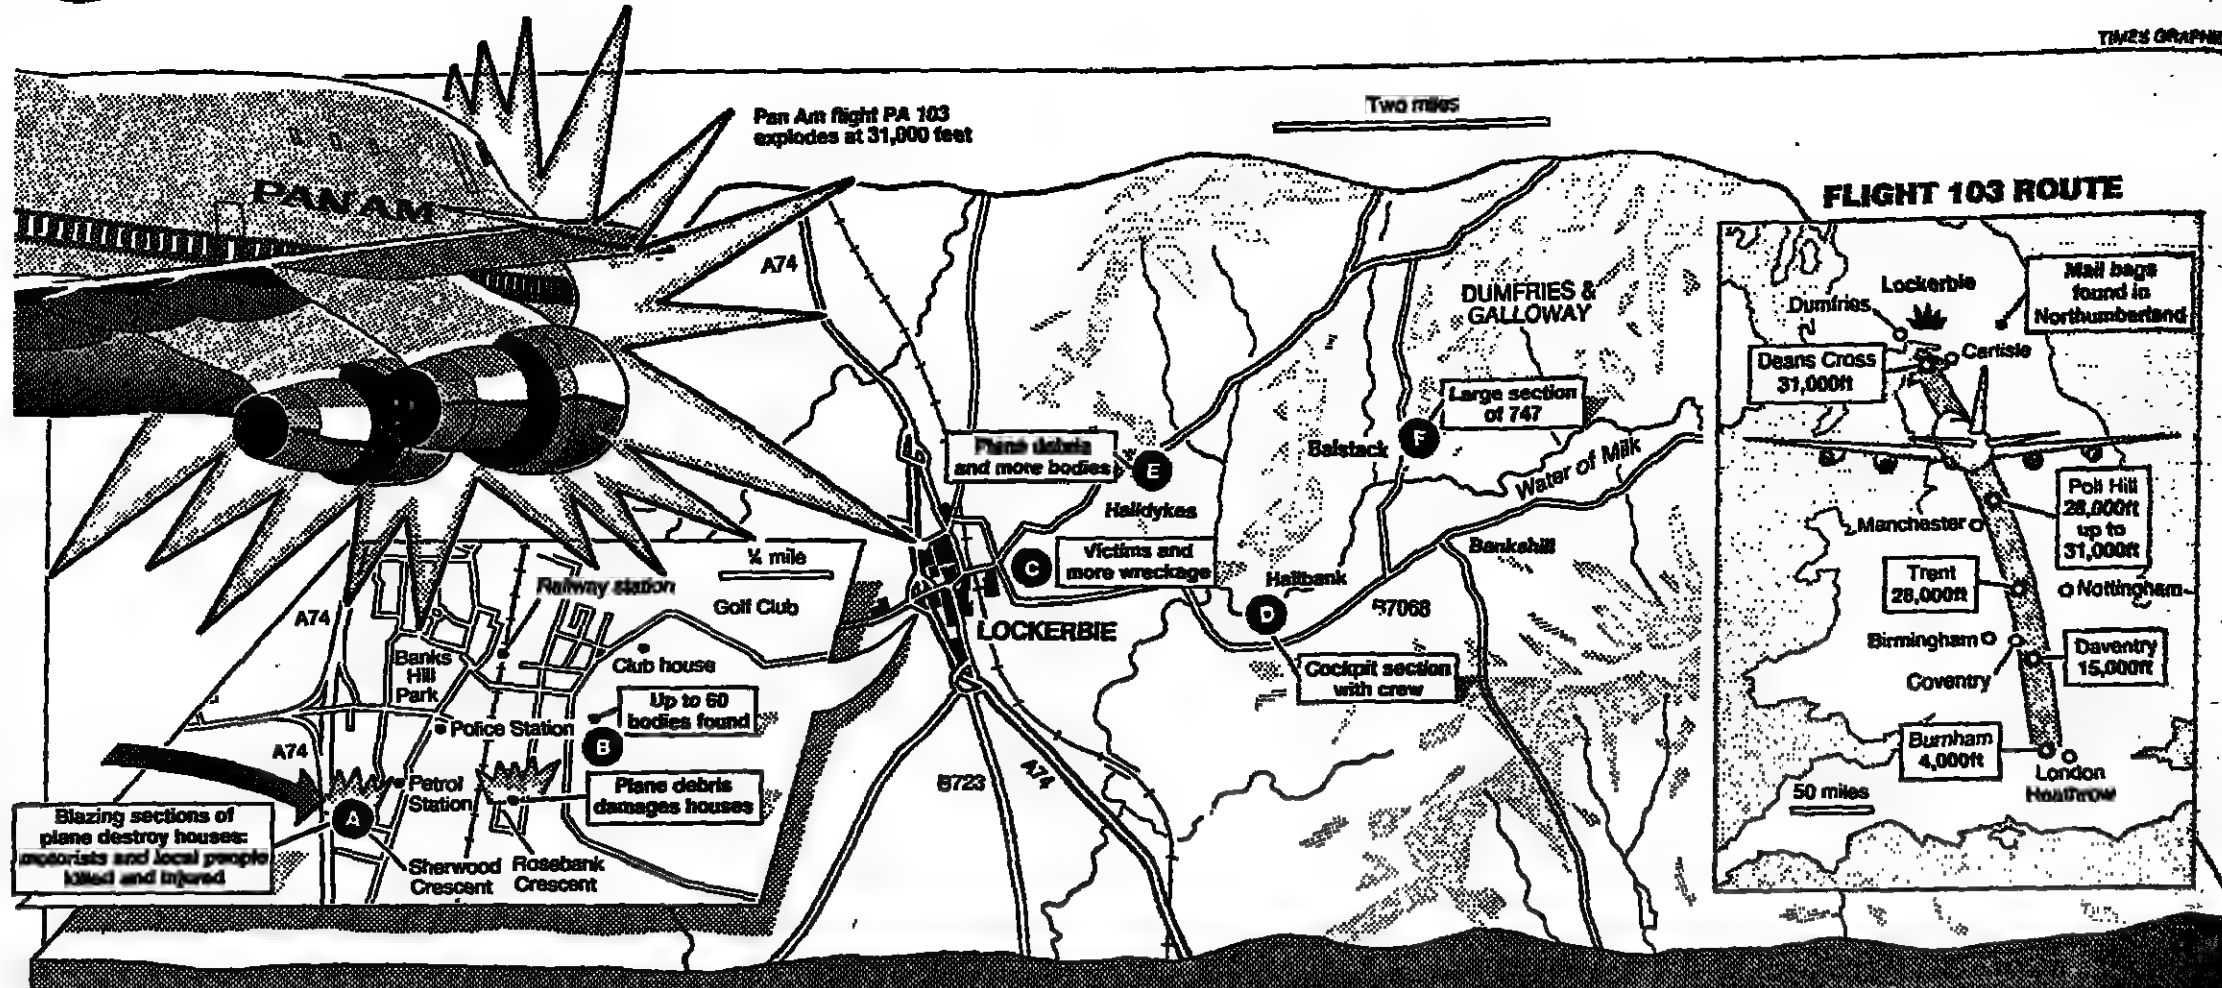 TIMES GRAPHIC
Pan Am flight PA 103
explodes at 31,000 feet
Two miles
PAN AM
A74
DUMFRIES &
GALLOWAY
Large section
of 747
Balstack
F
Water of Milk
Plane debris
and more bodies
E
Halldykes
C
Victims and
more wreckage
Bankshill
Hallbank
D
B7068
LOCKERBIE
Cockpit section
with crew
B723
A74
¼ mile
Railway station
Golf Club
A74
Banks
Hill
Park
Club house
Up to 60
bodies found
Police Station
B
A74
Petrol
Station
Plane debris
damages houses
Blazing sections of
plane destroy houses:
motorists and local people
killed and injured
A
Sherwood
Crescent
Rosebank
Crescent
FLIGHT 103 ROUTE
Mail bags
found in
Northumberland
Lockerbie
Dumfries
Carlisle
Deans Cross
31,000ft
Poll Hill
28,000ft
up to
31,000ft
Manchester
Trent
28,000ft
Nottingham
Birmingham
Daventry
15,000ft
Coventry
Burnham
4,000ft
London
Heathrow
50 miles